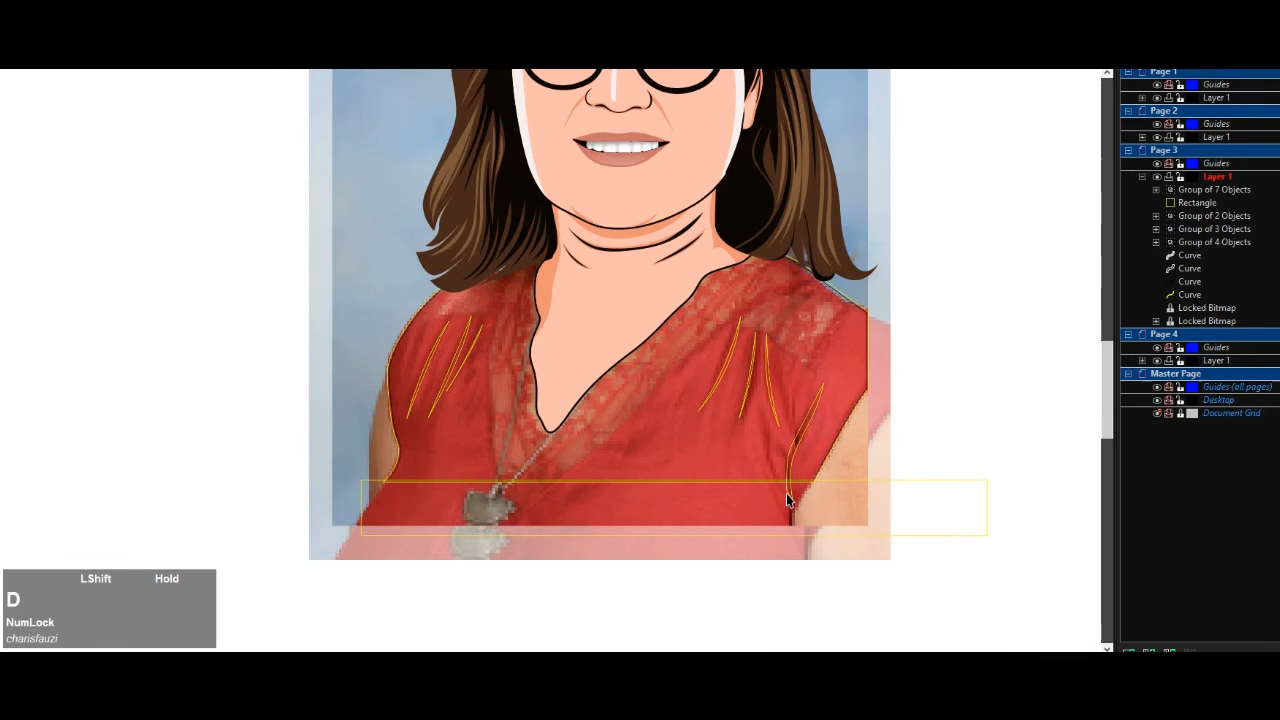 Page 1
Guides
Layer 1
Page 2
Guides
Layer 1
Page 3
Guides
Layer 1
Group of 7 Objects
Rectangle
Group of 2 Objects
Group of 3 Objects
Group of 4 Objects
Curve
Curve
Curve
Curve
Locked Bitmap
Locked Bitmap
Page 4
Guides
Layer 1
Master Page
Guides (all pages)
Desktop
Document Grid
LShift Hold
D
NumLock
charisfauzi